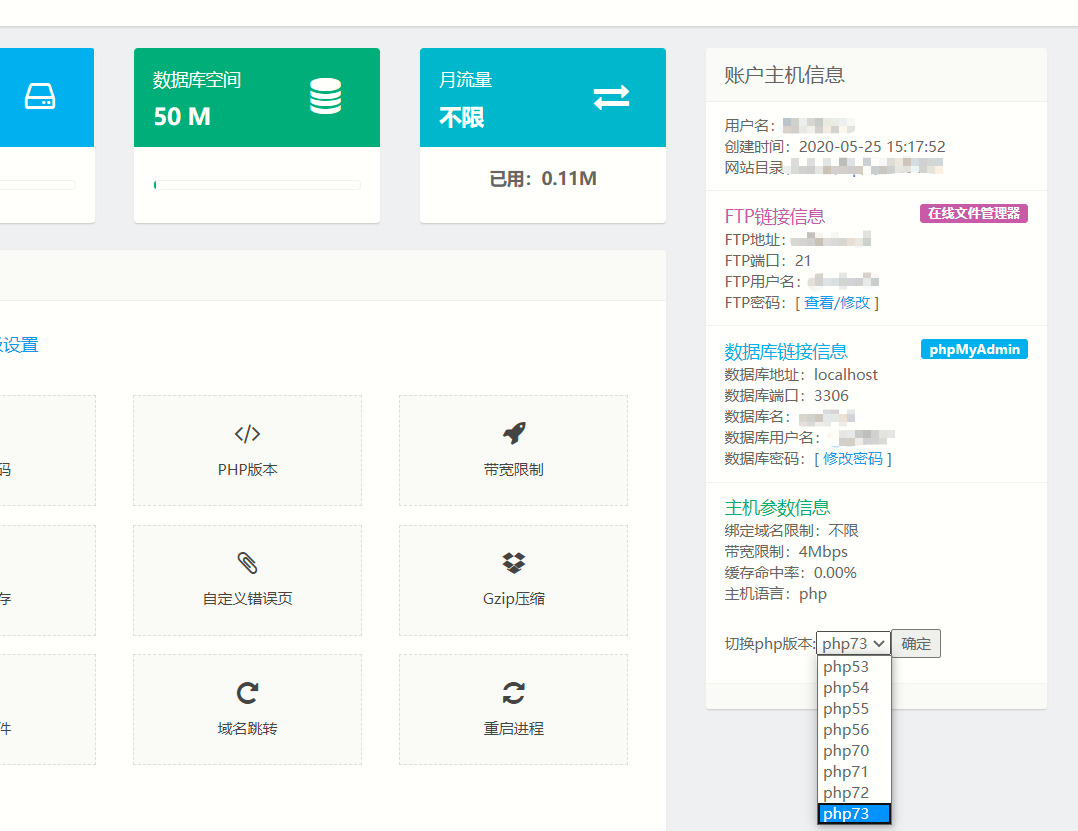 数据库空间
50 M
月流量
不限
已用：0.11M
设置
码
PHP版本
带宽限制
存
自定义错误页
Gzip压缩
件
域名跳转
重启进程
账户主机信息
用户名：
创建时间：2020-05-25 15:17:52
网站目录
FTP链接信息
在线文件管理器
FTP地址：
FTP端口：21
FTP用户名：
FTP密码：[ 查看/修改 ]
数据库链接信息
phpMyAdmin
数据库地址：localhost
数据库端口：3306
数据库名：
数据库用户名：
数据库密码：[ 修改密码 ]
主机参数信息
绑定域名限制：不限
带宽限制：4Mbps
缓存命中率：0.00%
主机语言：php
切换php版本:php73 确定
php53
php54
php55
php56
php70
php71
php72
php73